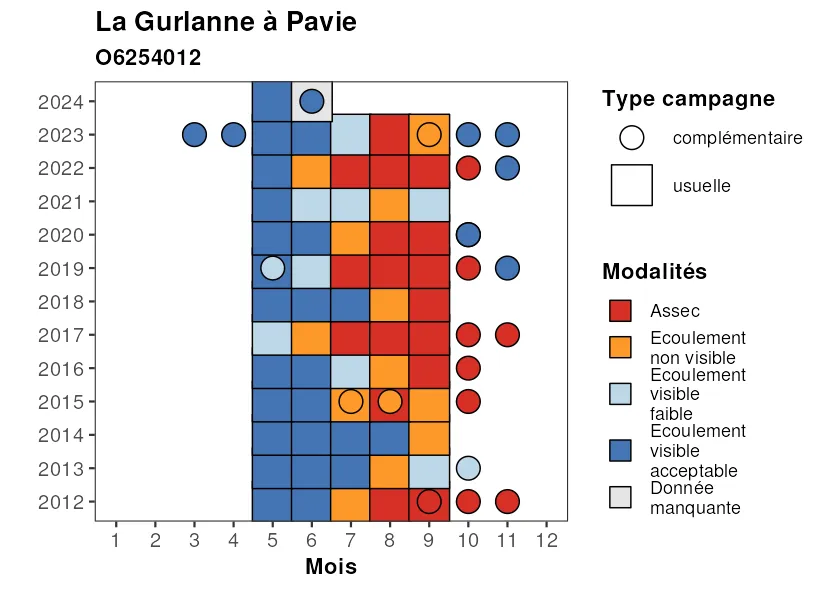 La Gurlanne à Pavie
O6254012
2024
2023
2022
2021
2020
2019
2018
2017
2016
2015
2014
2013
2012
1 2 3 4 5 6 7 8 9 10 11 12
Mois
Type campagne
complémentaire
usuelle
Modalités
Assec
Ecoulement
non visible
Ecoulement
visible
faible
Ecoulement
visible
acceptable
Donnée
manquante